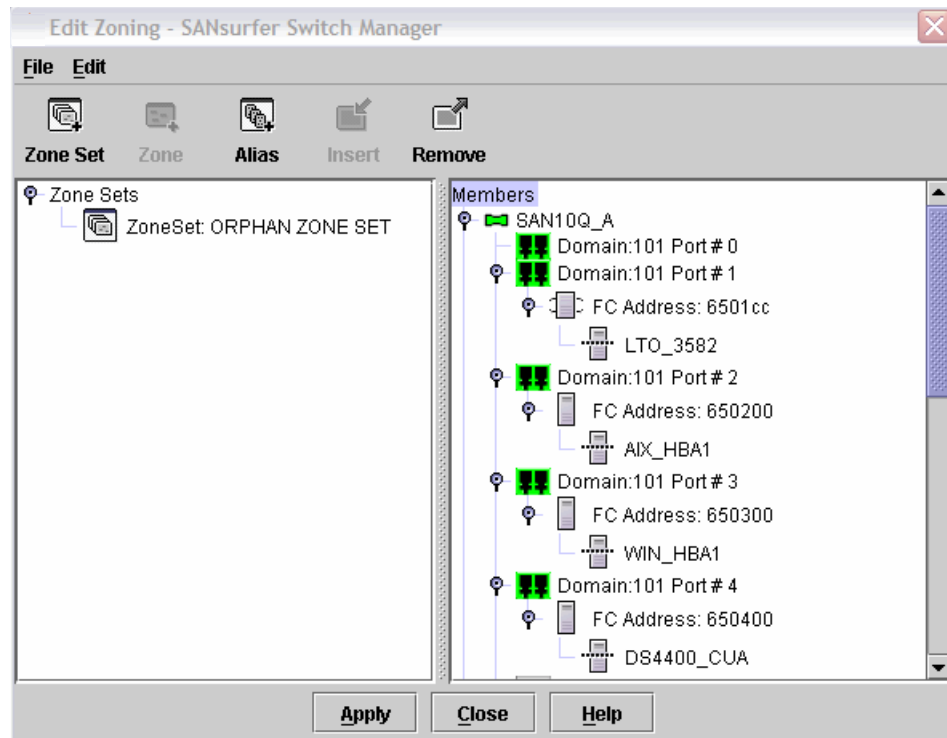 Edit Zoning - SANsurfer Switch Manager
File Edit
Zone Set Zone Alias Insert Remove
Zone Sets
ZoneSet: ORPHAN ZONE SET
Members
SAN10Q_A
Domain:101 Port# 0
Domain:101 Port# 1
FC Address: 6501cc
LTO_3582
Domain:101 Port# 2
FC Address: 650200
AIX_HBA1
Domain:101 Port# 3
FC Address: 650300
WIN_HBA1
Domain:101 Port# 4
FC Address: 650400
DS4400_CUA
Apply Close Help